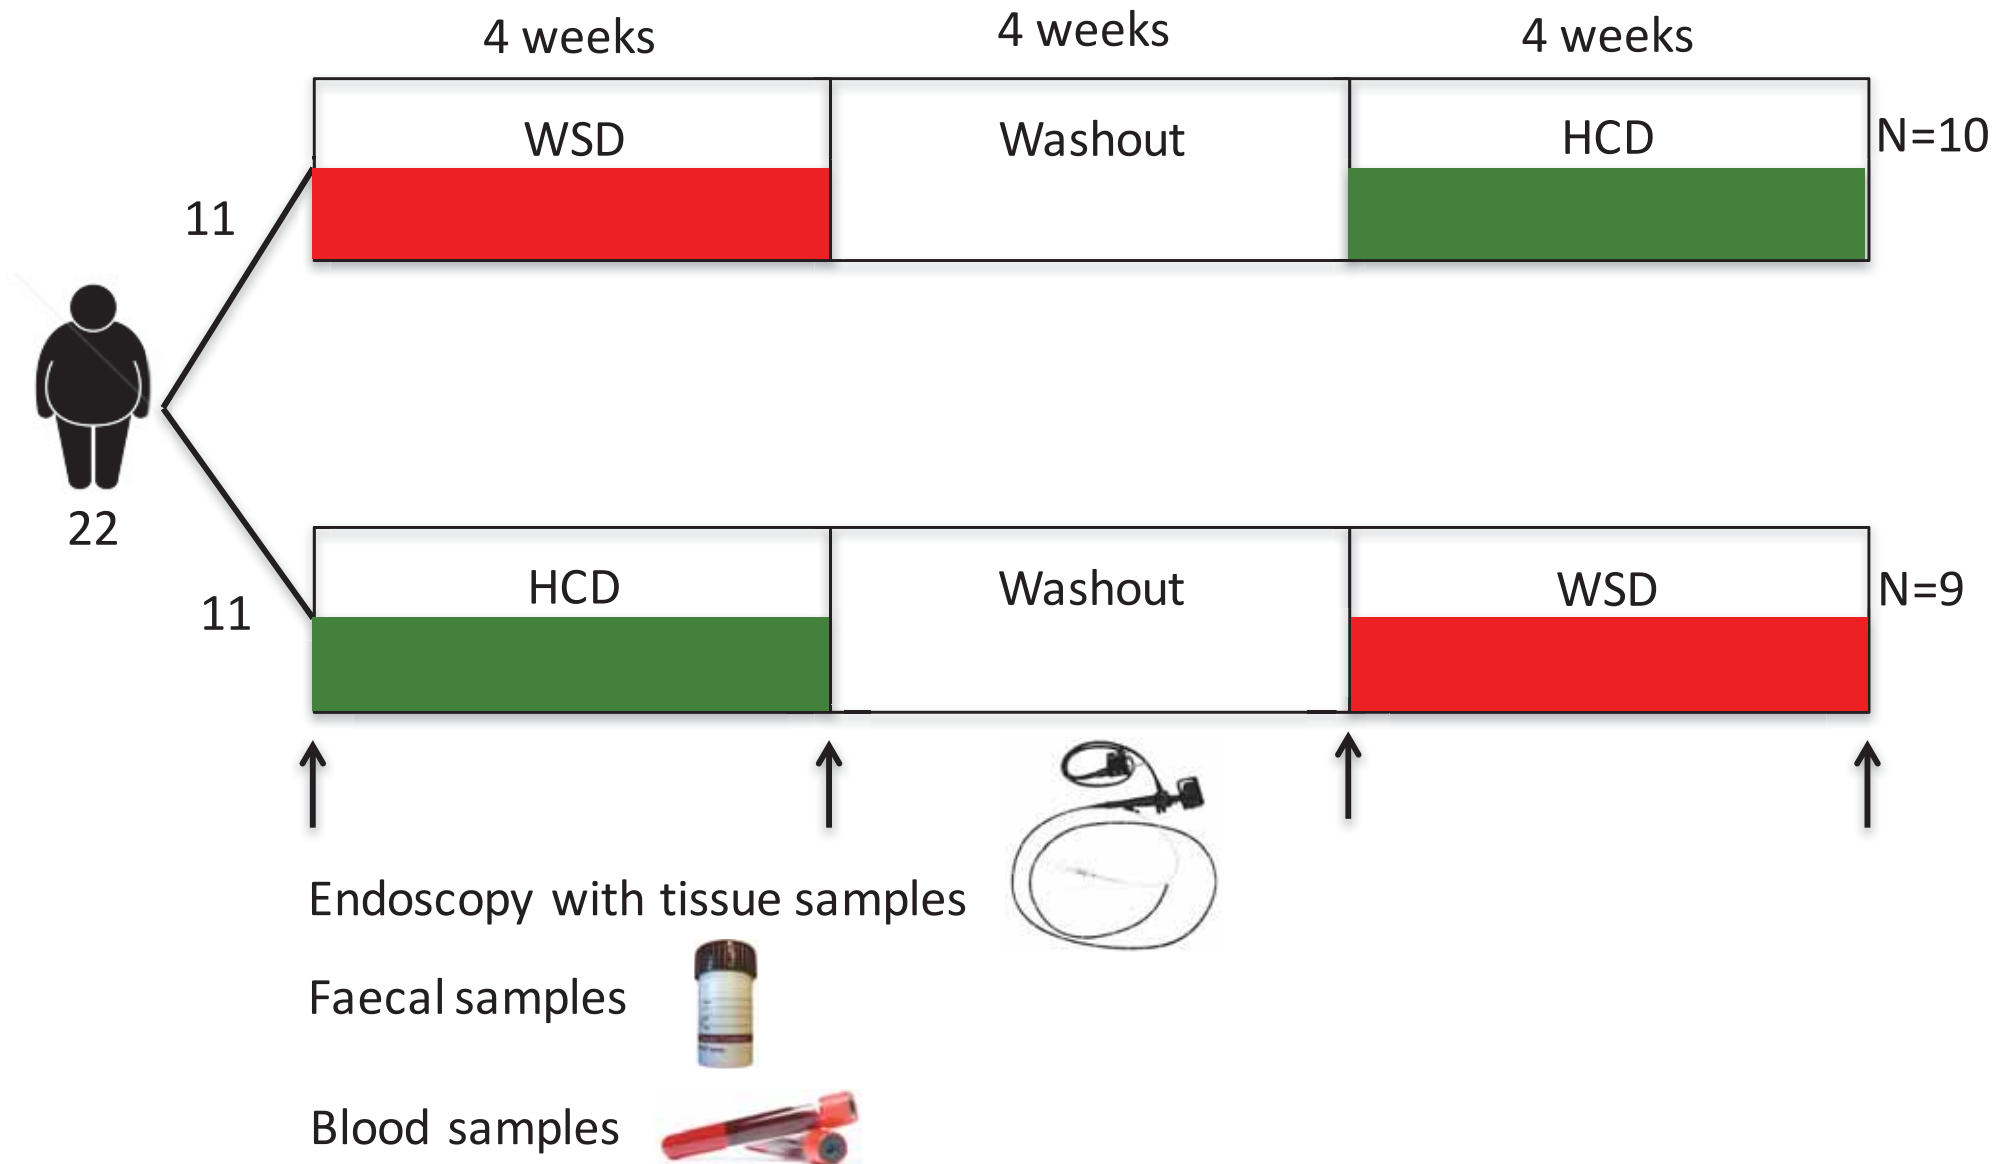 4 weeks
4 weeks
4 weeks
WSD
Washout
HCD
N=10
11
22
11
HCD
Washout
WSD
N=9
Endoscopy with tissue samples
Faecal samples
Blood samples